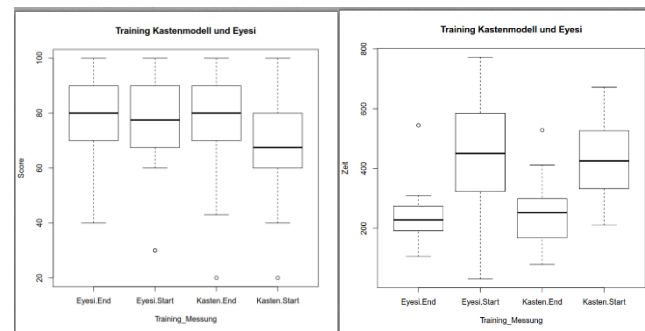 Training Kastenmodell und Eyesi
Score
100
80
60
40
20
Eyesi.End Eyesi.Start Kasten.End Kasten.Start
Training_Messung
Training Kastenmodell und Eyesi
Zeit
800
600
400
200
Eyesi.End Eyesi.Start Kasten.End Kasten.Start
Training_Messung